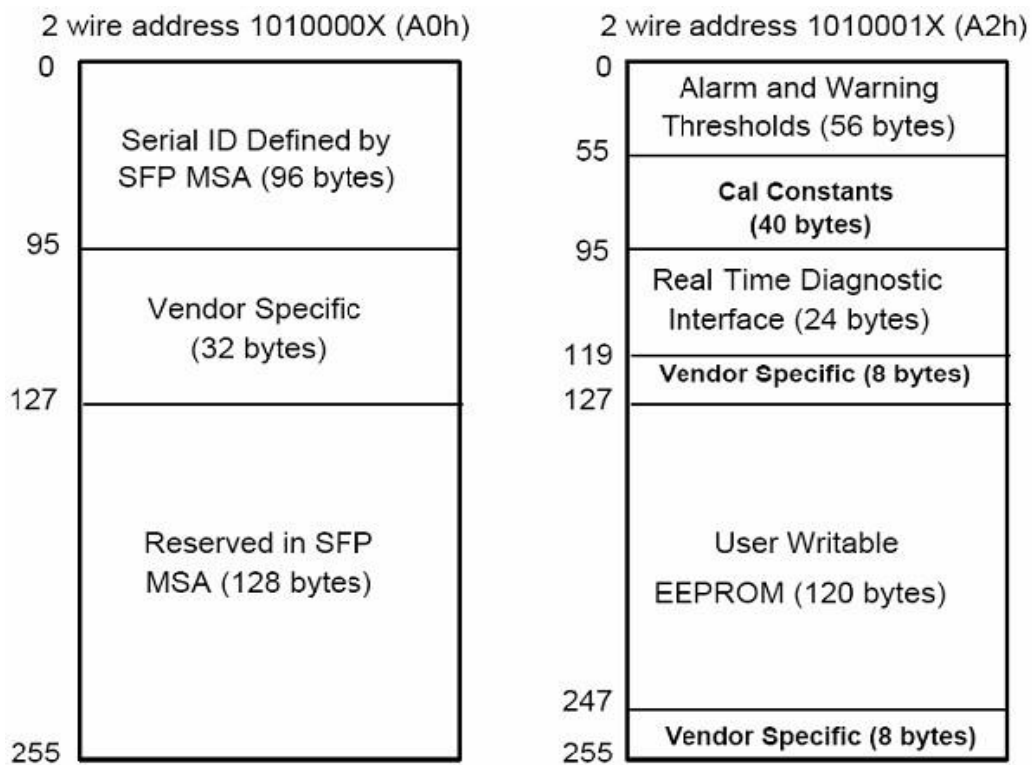 2 wire address 1010000X (A0h)
0
Serial ID Defined by
SFP MSA (96 bytes)
95
Vendor Specific
(32 bytes)
127
Reserved in SFP
MSA (128 bytes)
255
2 wire address 1010001X (A2h)
0
Alarm and Warning
Thresholds (56 bytes)
55
Cal Constants
(40 bytes)
95
Real Time Diagnostic
Interface (24 bytes)
119
Vendor Specific (8 bytes)
127
User Writable
EEPROM (120 bytes)
247
Vendor Specific (8 bytes)
255